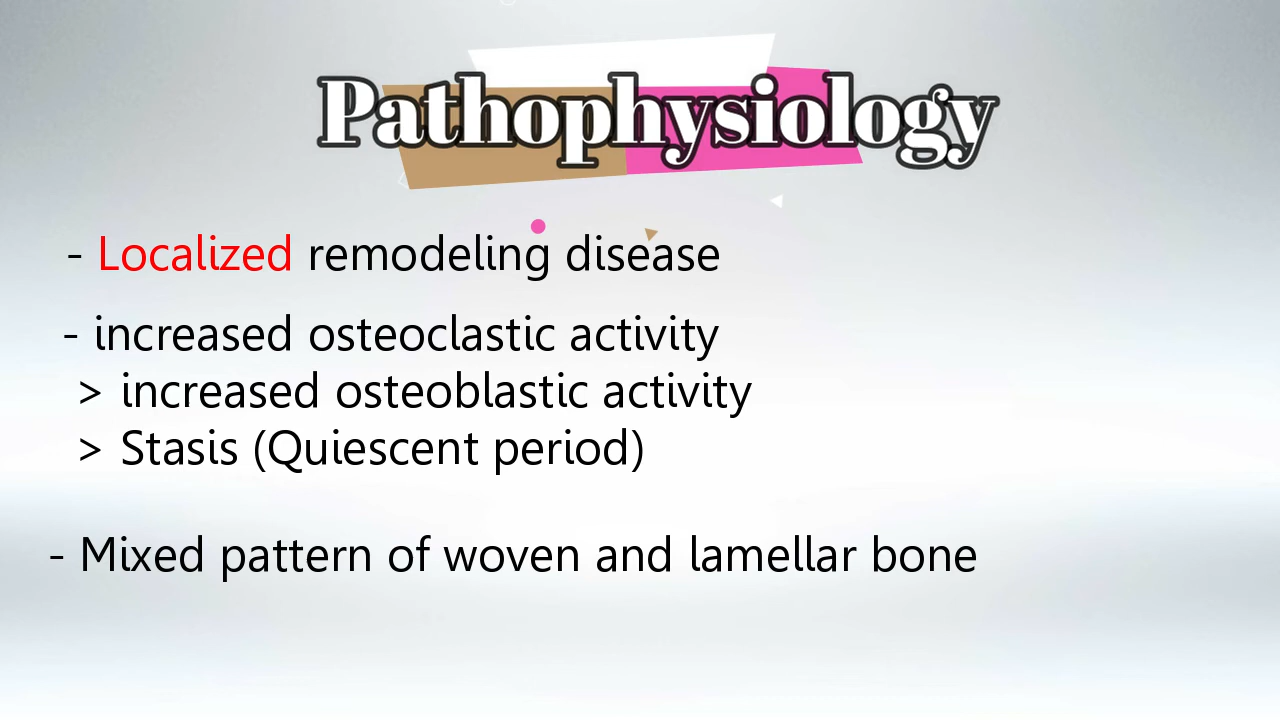 Pathophysiology
- Localized remodeling disease
- increased osteoclastic activity
> increased osteoblastic activity
> Stasis (Quiescent period)
- Mixed pattern of woven and lamellar bone